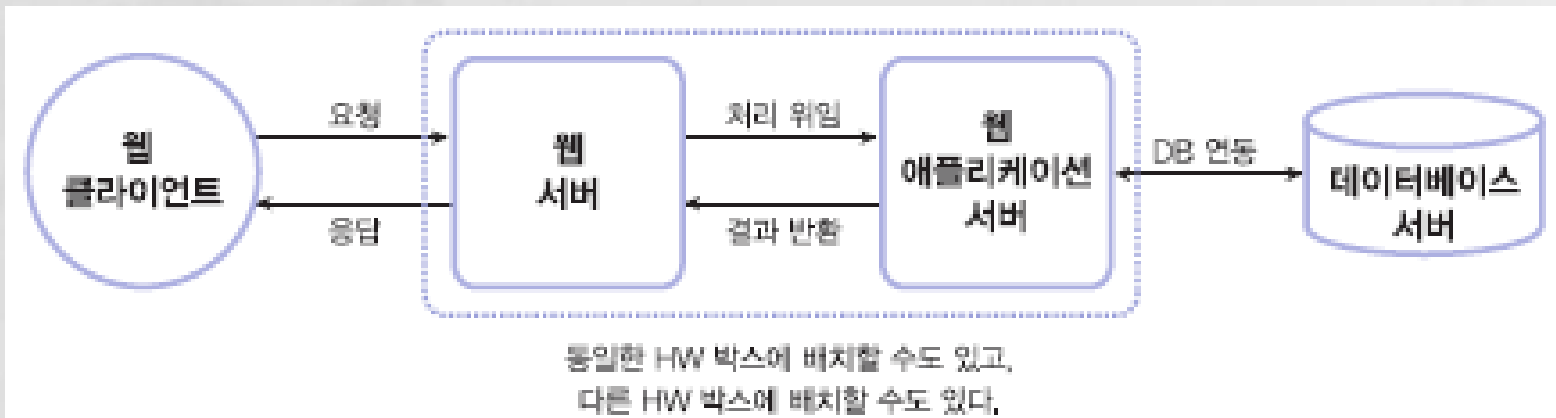 웹
클라이언트
요청
응답
웹
서버
처리 위임
결과 반환
웹
애플리케이션
서버
DB 연동
데이터베이스
서버
동일한 HW 박스에 배치할 수도 있고,
다른 HW 박스에 배치할 수도 있다.